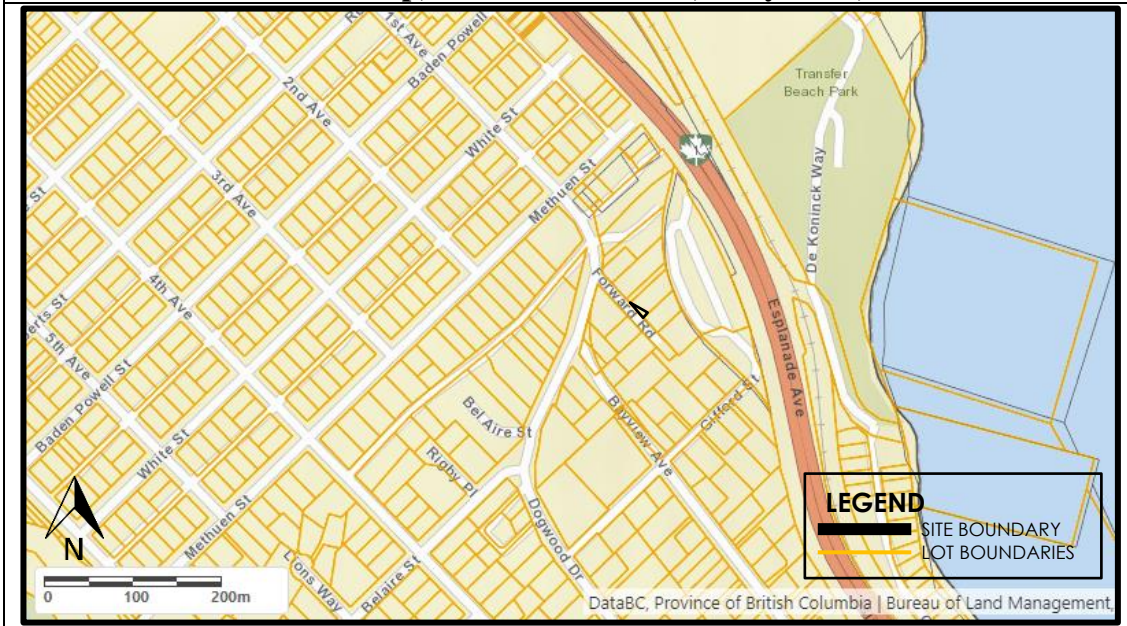 1st Ave
Baden Powell
2nd Ave
White St
3rd Ave
Methuen St
Transfer
Beach Park
De Koninck Way
4th Ave
5th Ave
Forward Rd
Esplanade Ave
Baden Powell St
White St
Bel Aire St
Rigby Pl
Bayview Ave
Gifford St
Methuen St
Dogwood Dr
Lions Way
Belaire St
N
0 100 200m
LEGEND
SITE BOUNDARY
LOT BOUNDARIES
DataBC, Province of British Columbia | Bureau of Land Management,